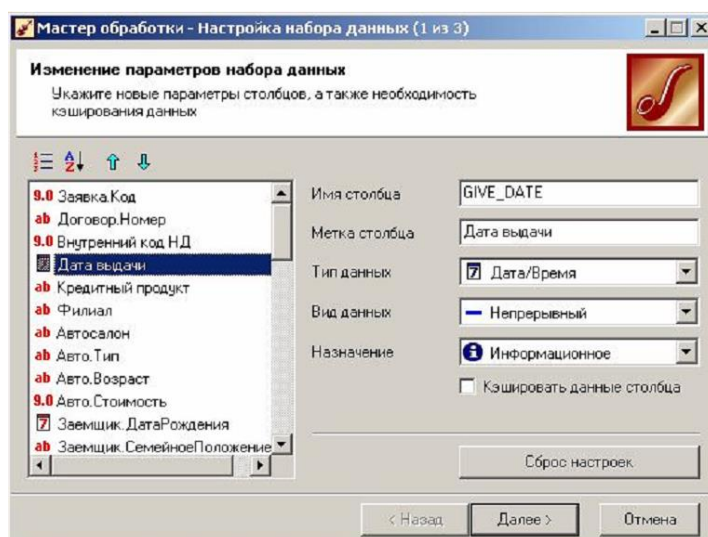 Мастер обработки - Настройка набора данных (1 из 3)
Изменение параметров набора данных
Укажите новые параметры столбцов, а также необходимость
кэширования данных
9.0 Заявка.Код
ab Договор.Номер
9.0 Внутренний код НД
7 Дата выдачи
ab Кредитный продукт
ab Филиал
ab Автосалон
ab Авто.Тип
ab Авто.Возраст
9.0 Авто.Стоимость
7 Заемщик.ДатаРождения
ab Заемщик.СемейноеПоложение
Имя столбца GIVE_DATE
Метка столбца Дата выдачи
Тип данных 7 Дата/Время
Вид данных Непрерывный
Назначение Информационное
Кэшировать данные столбца
Сброс настроек
< Назад Далее > Отмена